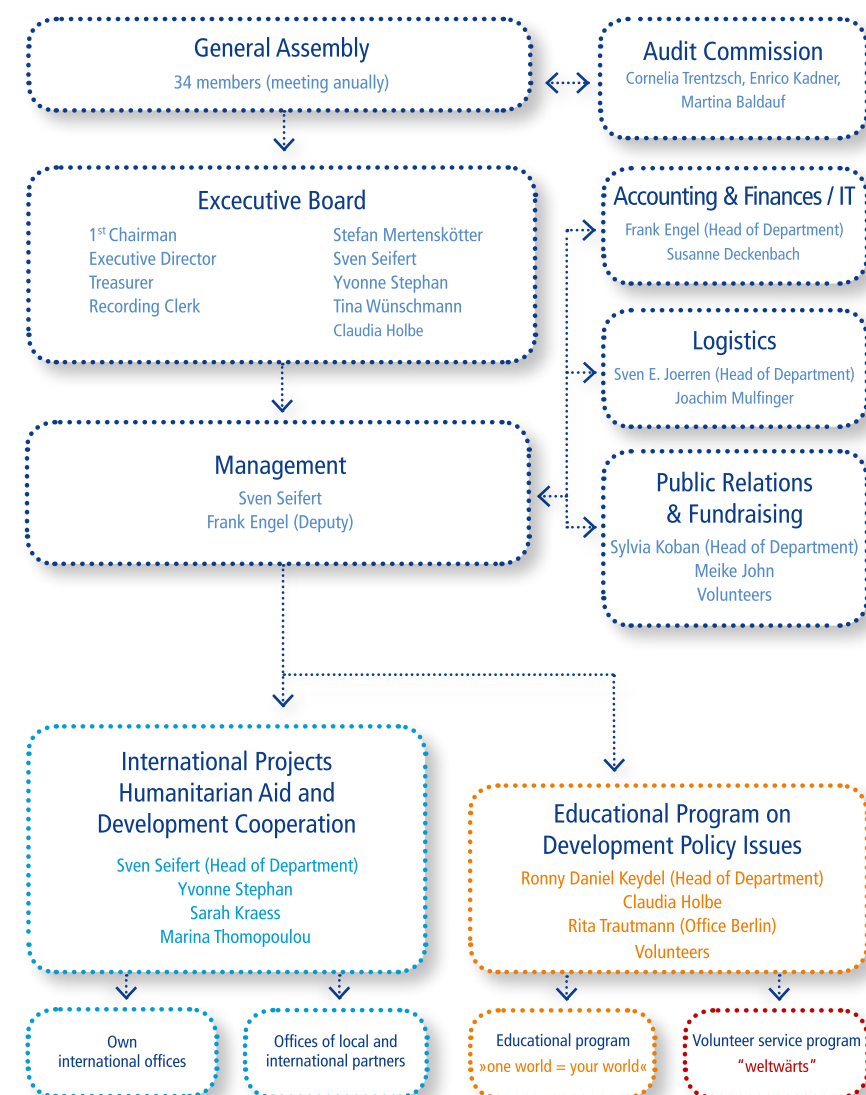 General Assembly
34 members (meeting anually)
Audit Commission
Cornelia Trentzsch, Enrico Kadner,
Martina Baldauf
Excecutive Board
1st Chairman Stefan Mertenskötter
Executive Director Sven Seifert
Treasurer Yvonne Stephan
Recording Clerk Tina Wünschmann
Claudia Holbe
Accounting & Finances / IT
Frank Engel (Head of Department)
Susanne Deckenbach
Logistics
Sven E. Joerren (Head of Department)
Joachim Mulfinger
Management
Sven Seifert
Frank Engel (Deputy)
Public Relations
& Fundraising
Sylvia Koban (Head of Department)
Meike John
Volunteers
International Projects
Humanitarian Aid and
Development Cooperation
Sven Seifert (Head of Department)
Yvonne Stephan
Sarah Kraess
Marina Thomopoulou
Educational Program on
Development Policy Issues
Ronny Daniel Keydel (Head of Department)
Claudia Holbe
Rita Trautmann (Office Berlin)
Volunteers
Own
international offices
Offices of local and
international partners
Educational program
»one world = your world«
Volunteer service program
“weltwärts“